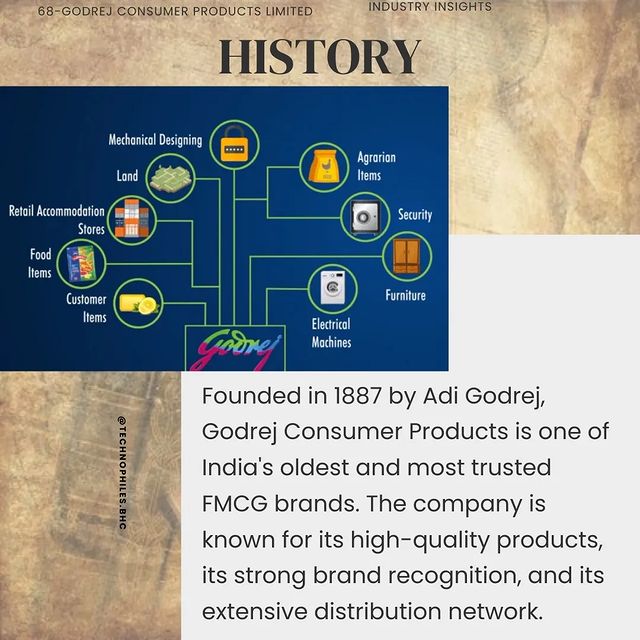 68-GODREJ CONSUMER PRODUCTS LIMITED
INDUSTRY INSIGHTS
HISTORY
Mechanical Designing
Land
Retail Accommodation
Stores
Food
Items
Customer
Items
Agrarian
Items
Security
Furniture
Electrical
Machines
Godrej
@TECHNOPHILES.BHC
Founded in 1887 by Adi Godrej,
Godrej Consumer Products is one of
India's oldest and most trusted
FMCG brands. The company is
known for its high-quality products,
its strong brand recognition, and its
extensive distribution network.